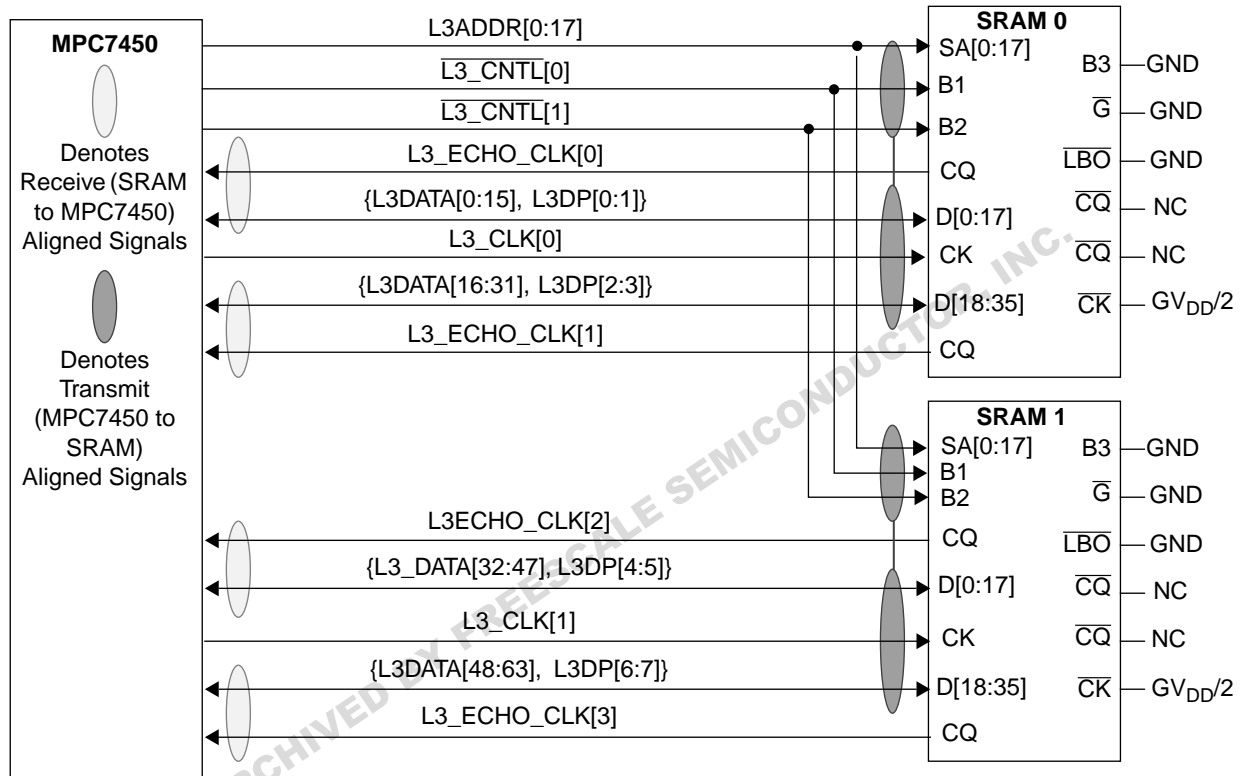 MPC7450
Denotes
Receive (SRAM
to MPC7450)
Aligned Signals
Denotes
Transmit
(MPC7450 to
SRAM)
Aligned Signals
L3ADDR[0:17]
L3_CNTL[0]
L3_CNTL[1]
L3_ECHO_CLK[0]
{L3DATA[0:15], L3DP[0:1]}
L3_CLK[0]
{L3DATA[16:31], L3DP[2:3]}
L3_ECHO_CLK[1]
L3ECHO_CLK[2]
{L3_DATA[32:47], L3DP[4:5]}
L3_CLK[1]
{L3DATA[48:63], L3DP[6:7]}
L3_ECHO_CLK[3]
SRAM 0
SA[0:17]
B1
B2
CQ
D[0:17]
CK
D[18:35]
CQ
B3 GND
G GND
LBO GND
CQ NC
CQ NC
CK GVDD/2
SRAM 1
SA[0:17]
B1
B2
CQ
D[0:17]
CK
D[18:35]
CQ
B3 GND
G GND
LBO GND
CQ NC
CQ NC
CK GVDD/2
RCHIVED BY FREESCALE SEMICONDUCTOR, INC.